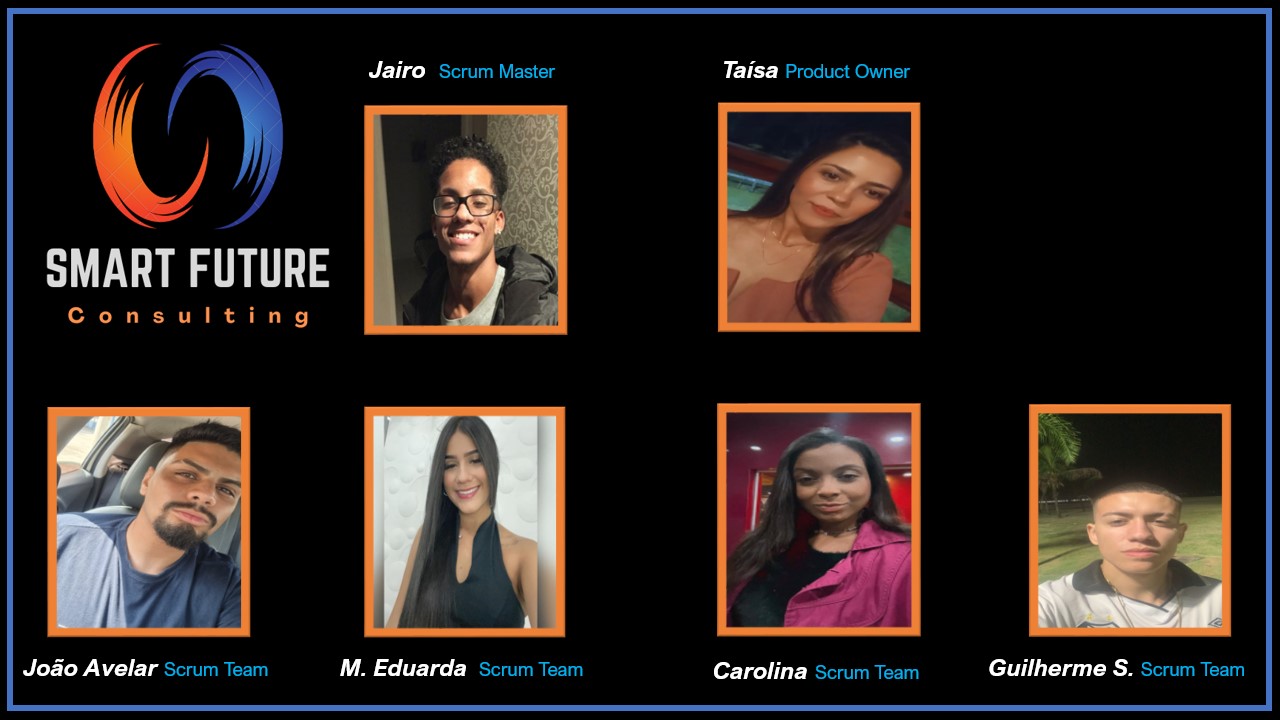 Jairo Scrum Master
Taísa Product Owner
SMART FUTURE
Consulting
João Avelar Scrum Team
M. Eduarda Scrum Team
Carolina Scrum Team
Guilherme S. Scrum Team